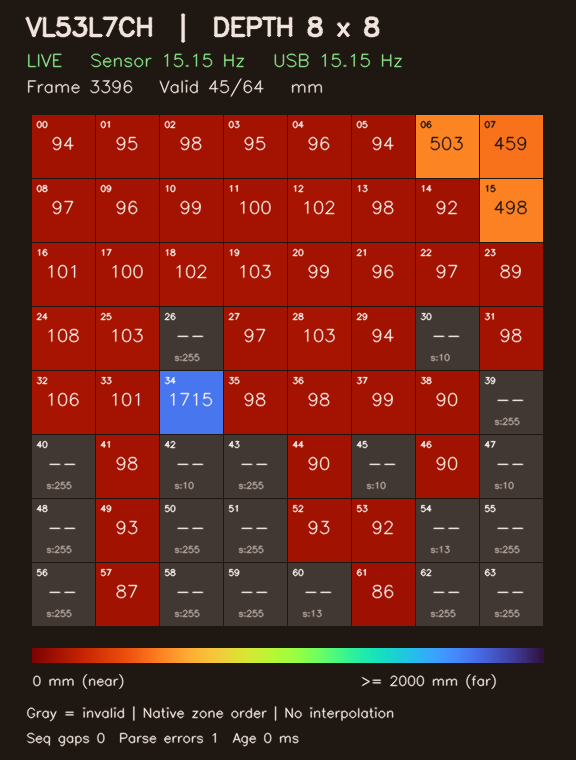 VL53L7CH | DEPTH 8 x 8
LIVE Sensor 15.15 Hz USB 15.15 Hz
Frame 3396 Valid 45/64 mm
00 01 02 03 04 05 06 07
94 95 98 95 96 94 503 459
08 09 10 11 12 13 14 15
97 96 99 100 102 98 92 498
16 17 18 19 20 21 22 23
101 100 102 103 99 96 97 89
24 25 26 27 28 29 30 31
108 103 -- 97 103 94 -- 98
s:255 s:10
32 33 34 35 36 37 38 39
106 101 1715 98 98 99 90 --
s:255
40 41 42 43 44 45 46 47
-- 98 -- -- 90 -- 90 --
s:255 s:10 s:255 s:10 s:10
48 49 50 51 52 53 54 55
-- 93 -- -- 93 92 -- --
s:255 s:255 s:255 s:13 s:255
56 57 58 59 60 61 62 63
-- 87 -- -- -- 86 -- --
s:255 s:255 s:255 s:13 s:255 s:255
0 mm (near) >= 2000 mm (far)
Gray = invalid | Native zone order | No interpolation
Seq gaps 0 Parse errors 1 Age 0 ms